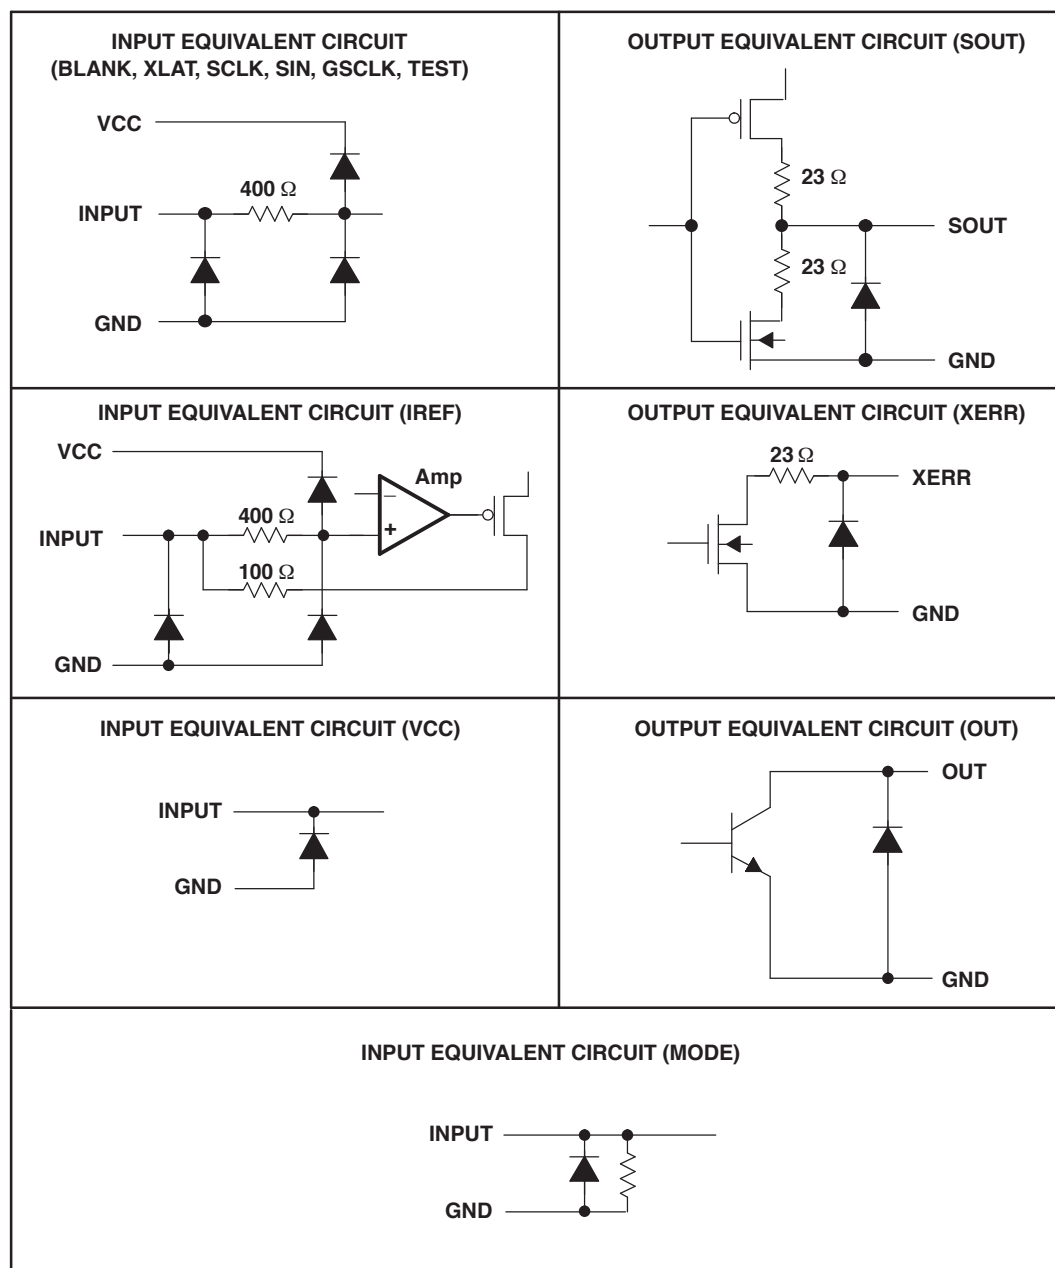 INPUT EQUIVALENT CIRCUIT
(BLANK, XLAT, SCLK, SIN, GSCLK, TEST)
VCC
400 Ω
INPUT
GND
OUTPUT EQUIVALENT CIRCUIT (SOUT)
23 Ω
SOUT
23 Ω
GND
INPUT EQUIVALENT CIRCUIT (IREF)
VCC
Amp
−
400 Ω
+
INPUT
100 Ω
GND
OUTPUT EQUIVALENT CIRCUIT (XERR)
23 Ω
XERR
GND
INPUT EQUIVALENT CIRCUIT (VCC)
INPUT
GND
OUTPUT EQUIVALENT CIRCUIT (OUT)
OUT
GND
INPUT EQUIVALENT CIRCUIT (MODE)
INPUT
GND